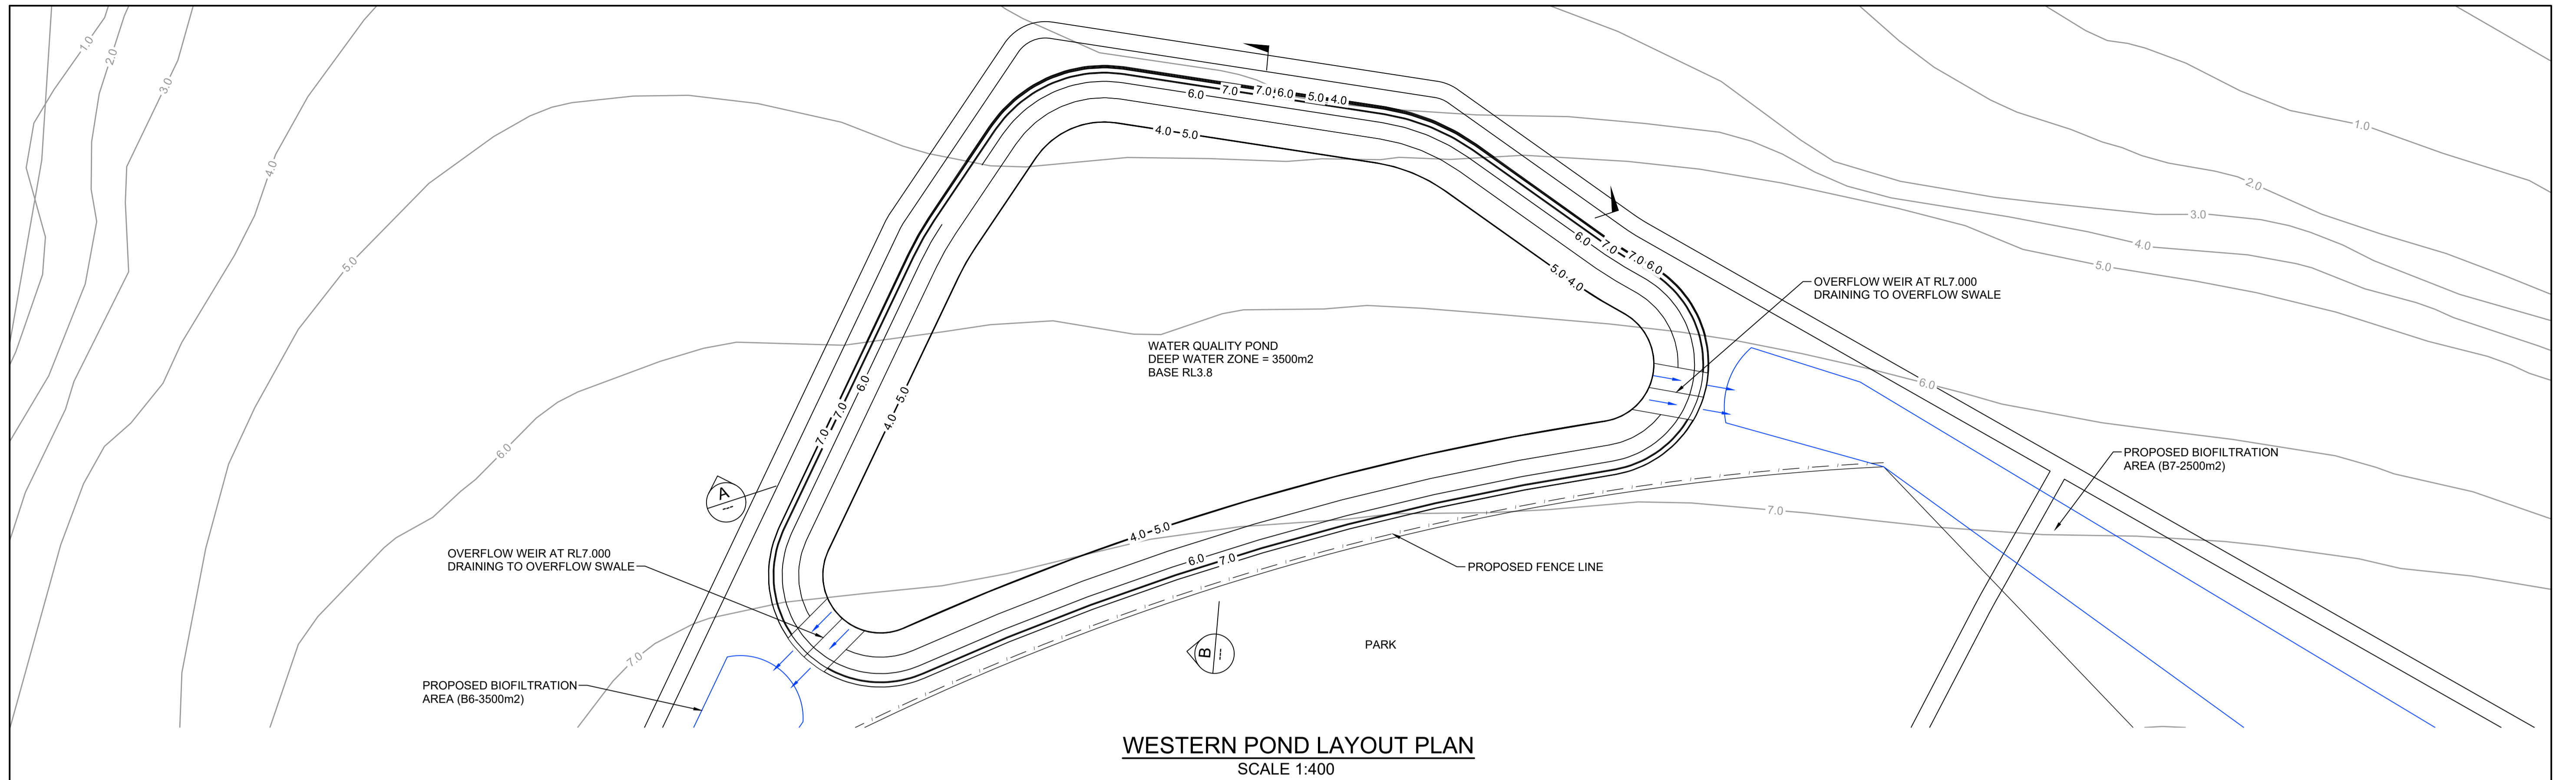 1.0
2.0
3.0
4.0
5.0
6.0
7.0
7.0
7.0 6.0
5.0 4.0
6.0
4.0 5.0
6.0
7.0
7.0 6.0
5.0 4.0
1.0
2.0
3.0
4.0
5.0
6.0
7.0
OVERFLOW WEIR AT RL7.000
DRAINING TO OVERFLOW SWALE
WATER QUALITY POND
DEEP WATER ZONE = 3500m2
BASE RL3.8
6.0
7.0
7.0
4.0 5.0
PROPOSED BIOFILTRATION
AREA (B7-2500m2)
A
---
4.0 5.0
6.0
7.0
OVERFLOW WEIR AT RL7.000
DRAINING TO OVERFLOW SWALE
PROPOSED FENCE LINE
B
---
PARK
PROPOSED BIOFILTRATION
AREA (B6-3500m2)
WESTERN POND LAYOUT PLAN
SCALE 1:400